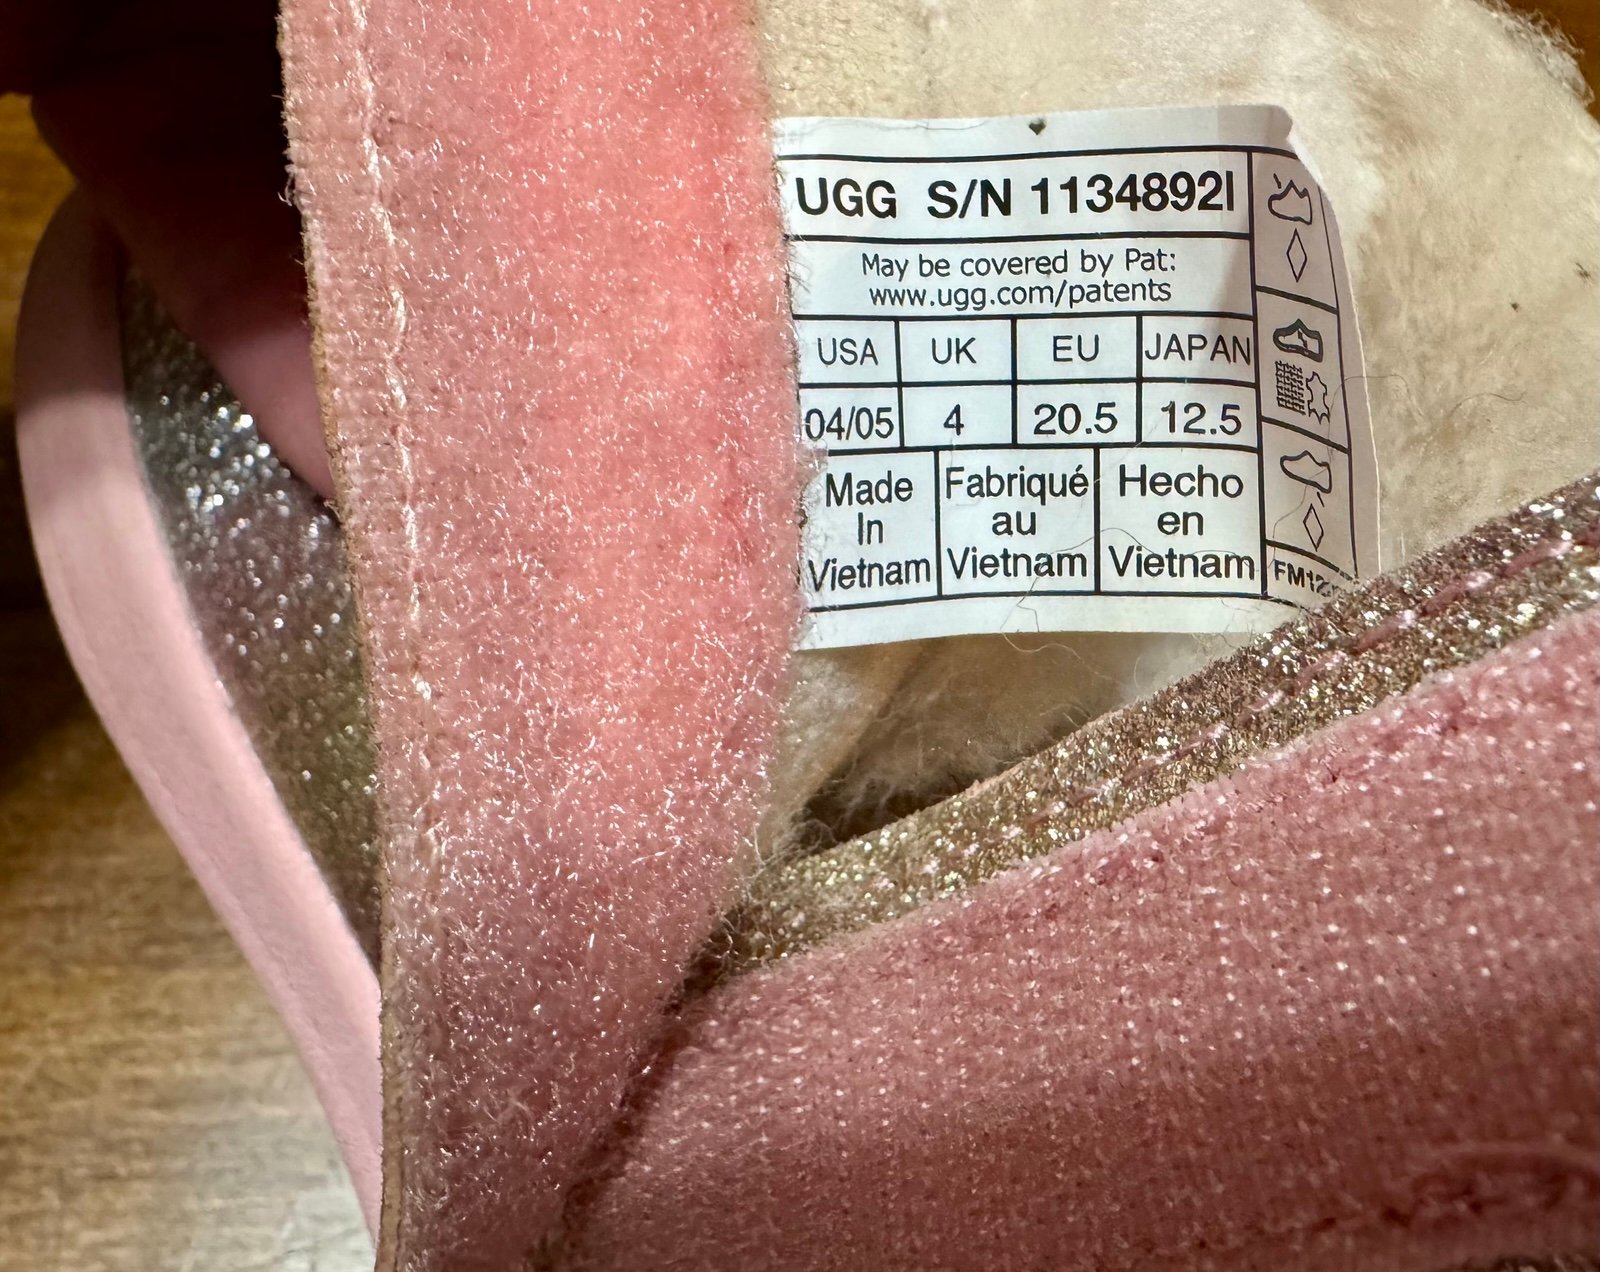 UGG S/N 1134892I
May be covered by Pat:
www.ugg.com/patents
USA UK EU JAPAN
04/05 4 20.5 12.5
Made In Vietnam
Fabriqué au Vietnam
Hecho en Vietnam